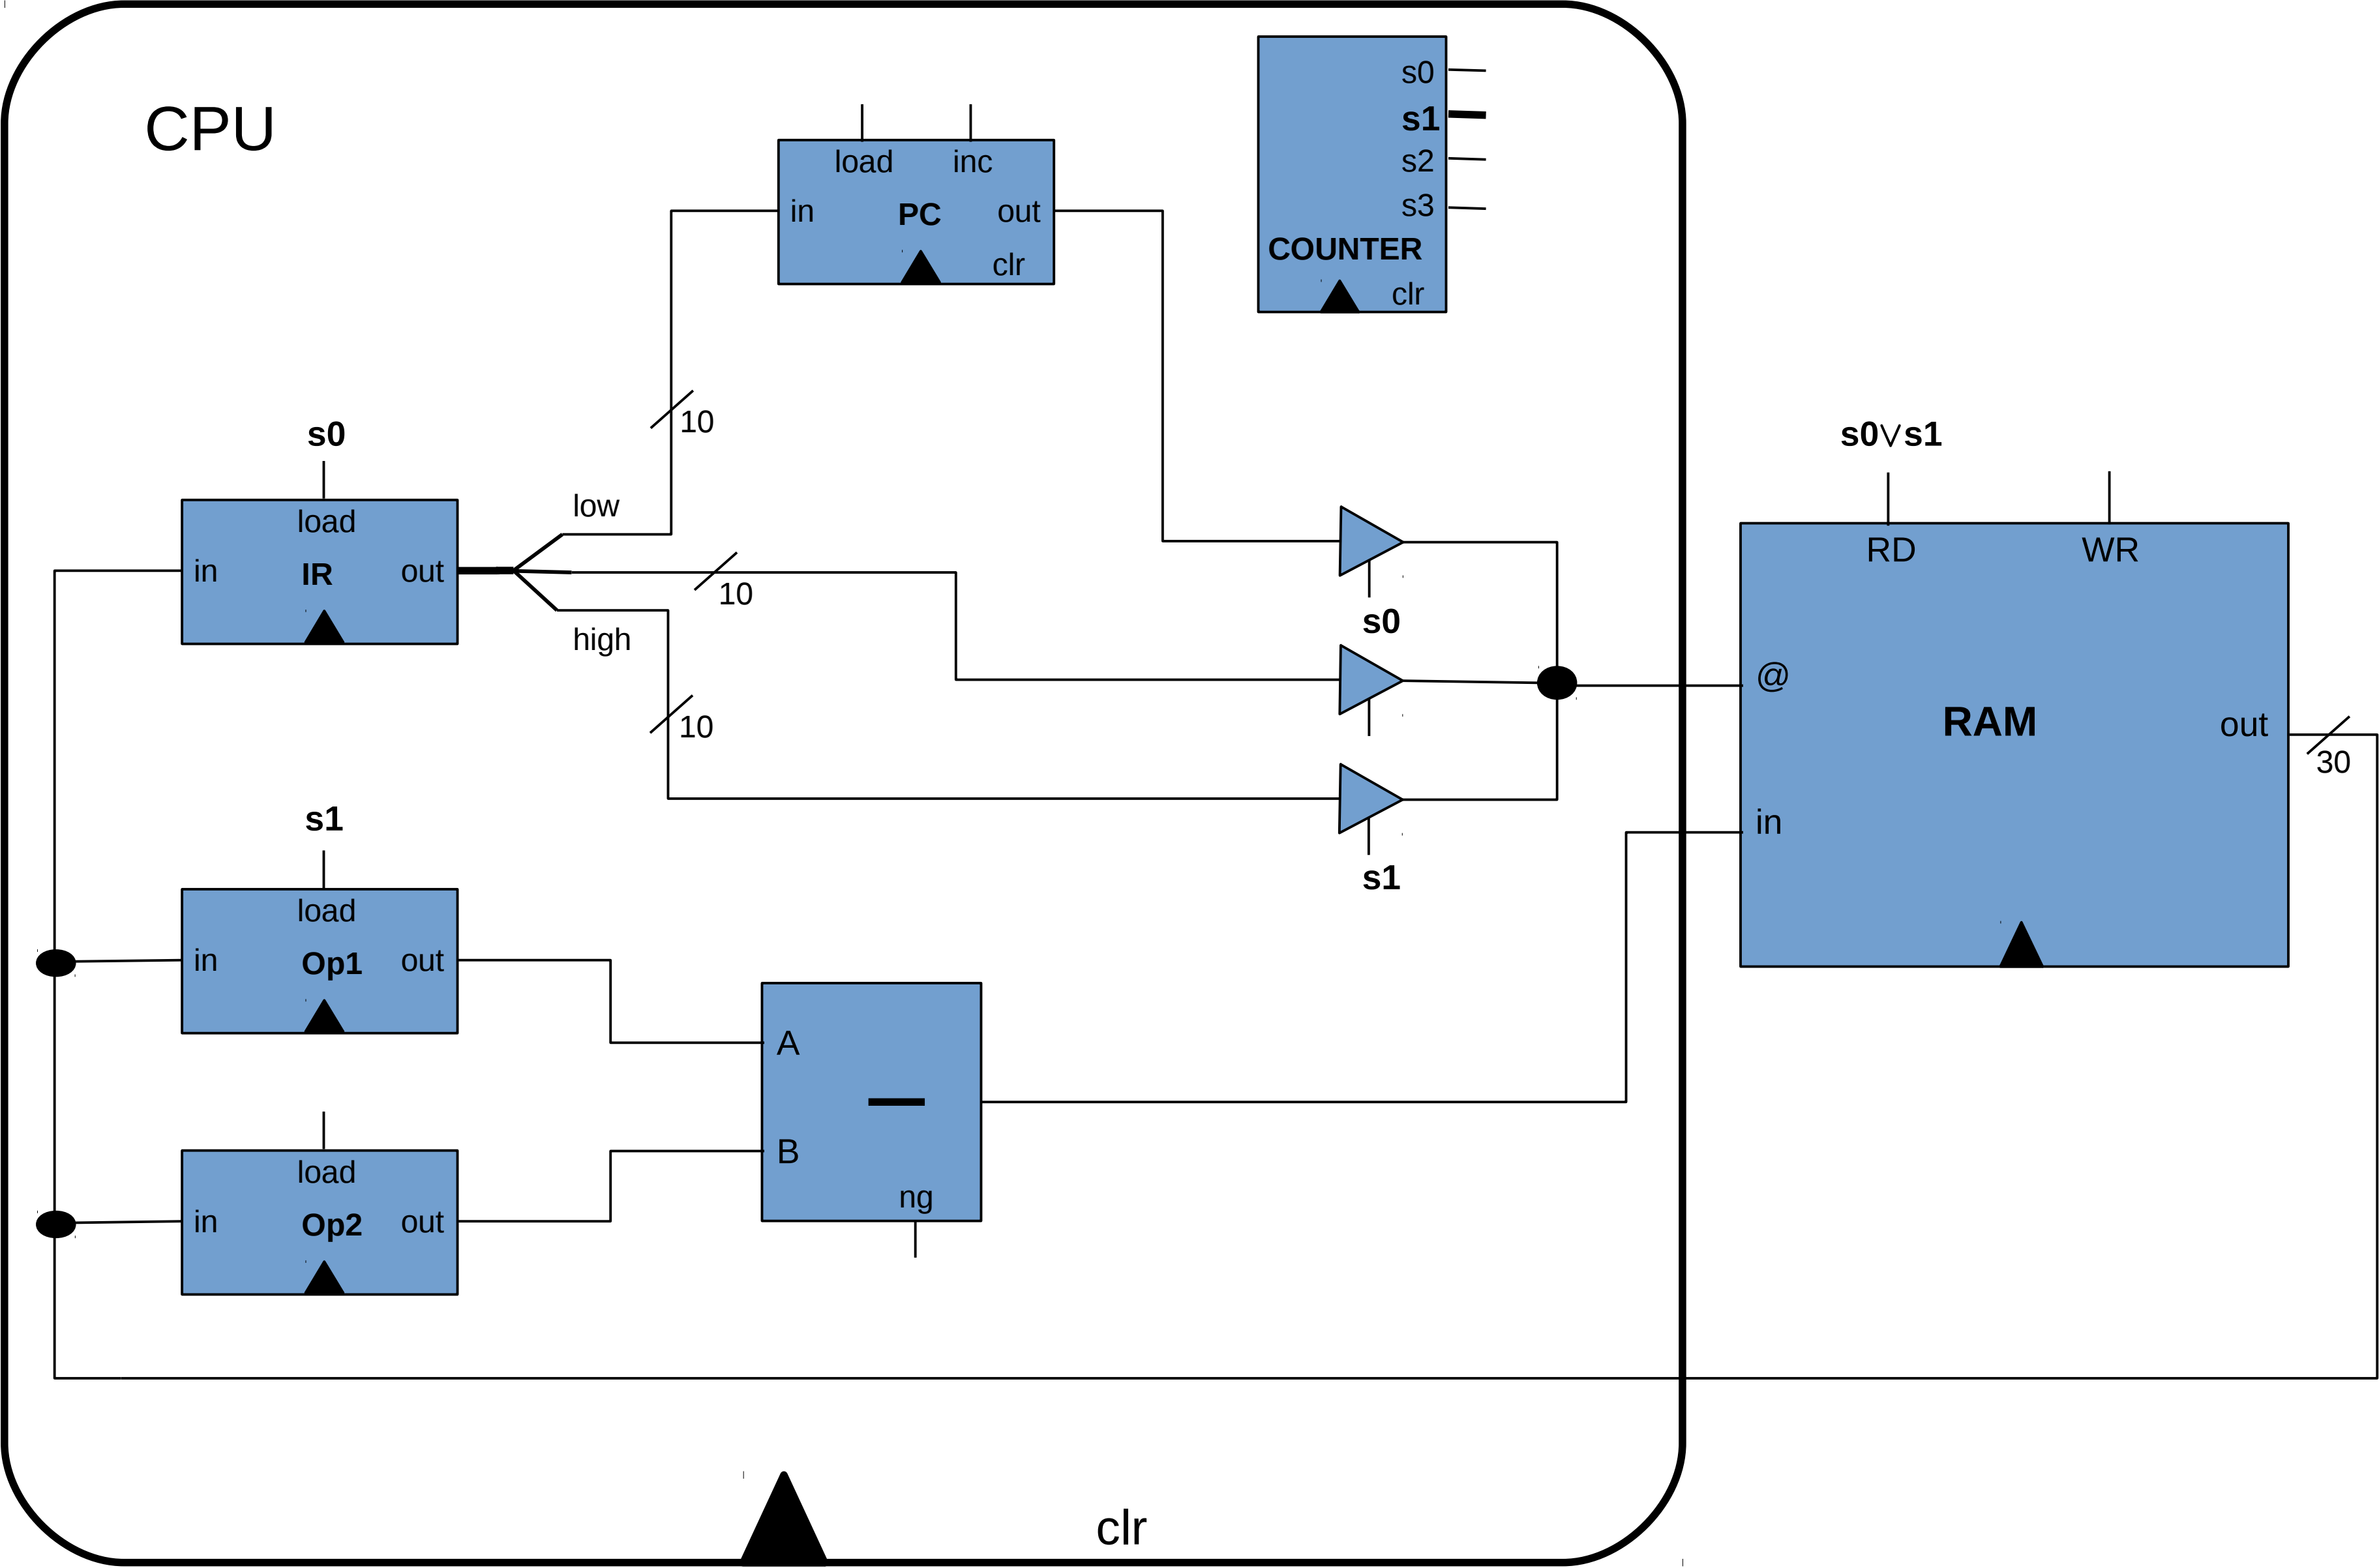 CPU
s0
s1
s2
s3
COUNTER
clr
load inc
in PC out
clr
s0
load
in IR out
low
10
10
high
10
s0
s1
s0∨s1
RD WR
@
RAM
out
30
in
s1
load
in Op1 out
load
in Op2 out
A
—
B
ng
clr